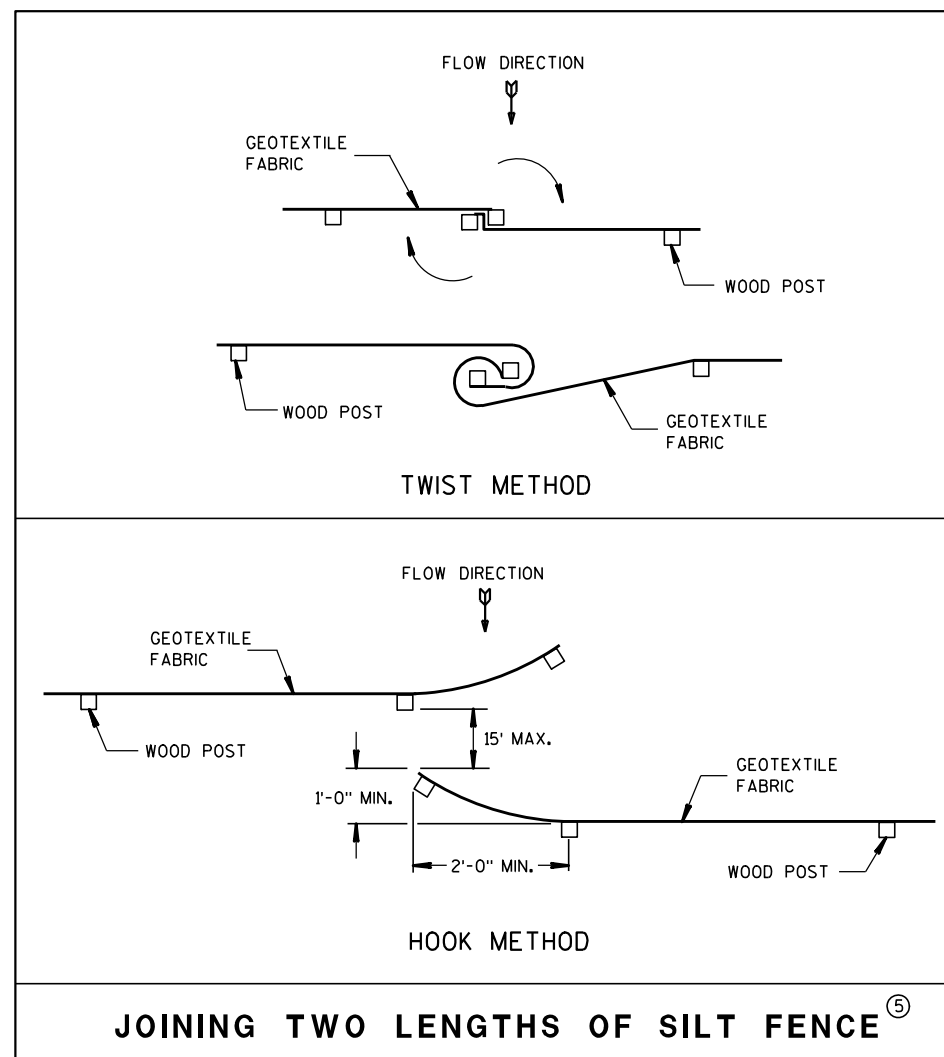 FLOW DIRECTION
GEOTEXTILE
FABRIC
WOOD POST
WOOD POST
GEOTEXTILE
FABRIC
TWIST METHOD
FLOW DIRECTION
GEOTEXTILE
FABRIC
WOOD POST
15' MAX.
1'-0" MIN.
GEOTEXTILE
FABRIC
2'-0" MIN.
WOOD POST
HOOK METHOD
JOINING TWO LENGTHS OF SILT FENCE ⑤